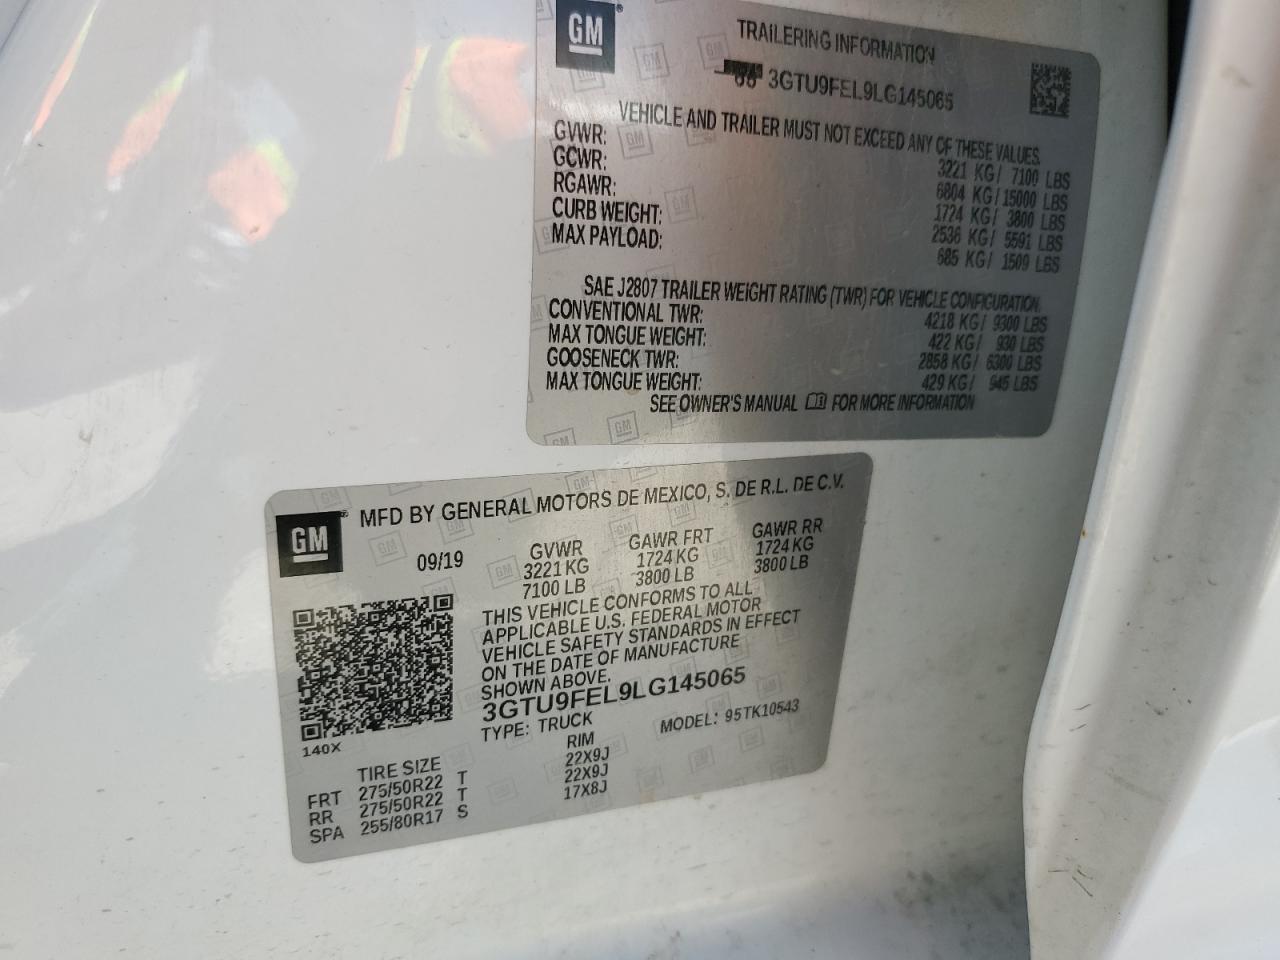 GM
TRAILERING INFORMATION
3GTU9FEL9LG145065
VEHICLE AND TRAILER MUST NOT EXCEED ANY OF THESE VALUES.
GVWR: 3221 KG/ 7100 LBS
GCWR: 6804 KG/15000 LBS
RGAWR: 1724 KG/ 3800 LBS
CURB WEIGHT: 2536 KG/ 5591 LBS
MAX PAYLOAD: 685 KG/ 1509 LBS
SAE J2807 TRAILER WEIGHT RATING (TWR) FOR VEHICLE CONFIGURATION.
CONVENTIONAL TWR: 4218 KG/ 9300 LBS
MAX TONGUE WEIGHT: 422 KG/ 930 LBS
GOOSENECK TWR: 2858 KG/ 6300 LBS
MAX TONGUE WEIGHT: 429 KG/ 945 LBS
SEE OWNER'S MANUAL FOR MORE INFORMATION
GM
MFD BY GENERAL MOTORS DE MEXICO, S. DE R.L. DE C.V.
09/19 GVWR GAWR FRT GAWR RR
3221 KG 1724 KG 1724 KG
7100 LB 3800 LB 3800 LB
THIS VEHICLE CONFORMS TO ALL
APPLICABLE U.S. FEDERAL MOTOR
VEHICLE SAFETY STANDARDS IN EFFECT
ON THE DATE OF MANUFACTURE
SHOWN ABOVE.
3GTU9FEL9LG145065
TYPE: TRUCK MODEL: 95TK10543
140X
TIRE SIZE RIM
FRT 275/50R22 T 22X9J
RR 275/50R22 T 22X9J
SPA 255/80R17 S 17X8J